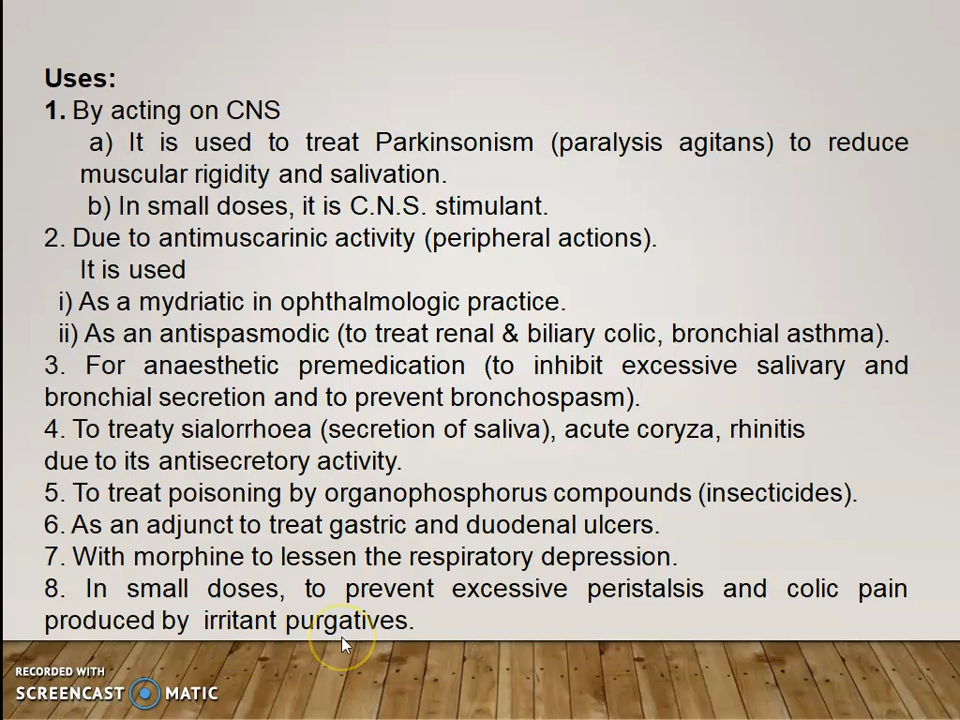 Uses:
1. By acting on CNS
a) It is used to treat Parkinsonism (paralysis agitans) to reduce
muscular rigidity and salivation.
b) In small doses, it is C.N.S. stimulant.
2. Due to antimuscarinic activity (peripheral actions).
It is used
i) As a mydriatic in ophthalmologic practice.
ii) As an antispasmodic (to treat renal & biliary colic, bronchial asthma).
3. For anaesthetic premedication (to inhibit excessive salivary and
bronchial secretion and to prevent bronchospasm).
4. To treaty sialorrhoea (secretion of saliva), acute coryza, rhinitis
due to its antisecretory activity.
5. To treat poisoning by organophosphorus compounds (insecticides).
6. As an adjunct to treat gastric and duodenal ulcers.
7. With morphine to lessen the respiratory depression.
8. In small doses, to prevent excessive peristalsis and colic pain
produced by irritant purgatives.
RECORDED WITH
SCREENCAST MATIC